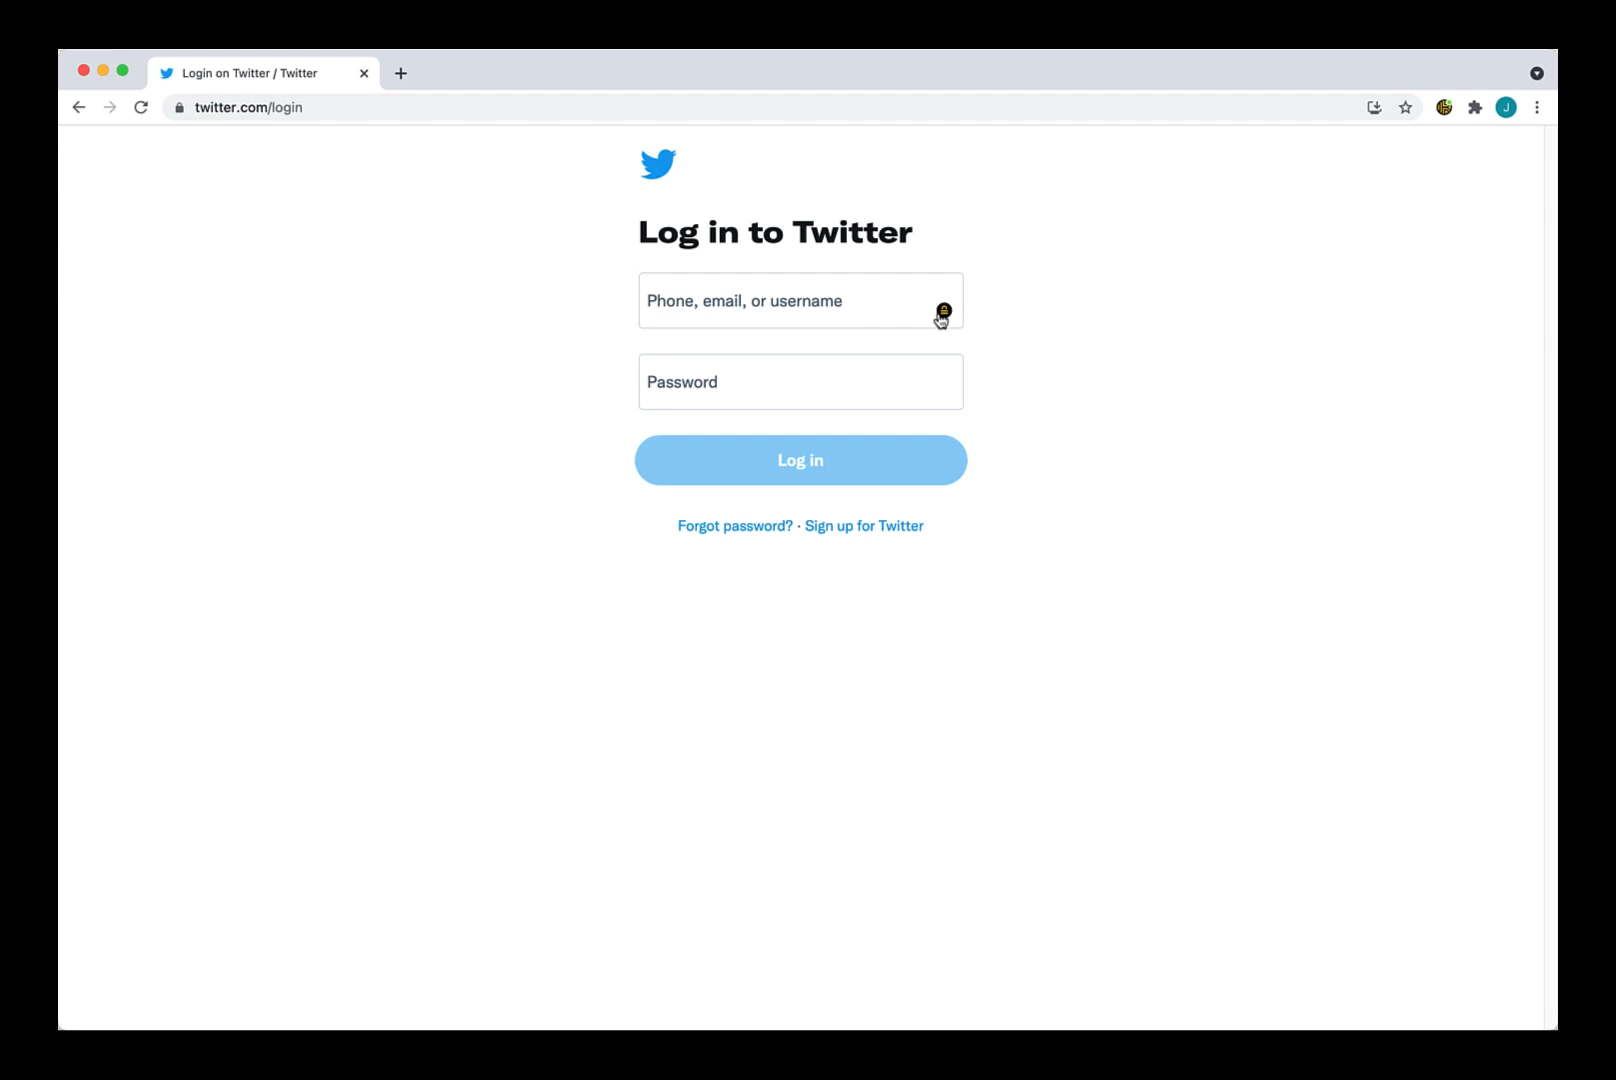 Login on Twitter / Twitter
twitter.com/login
J
Log in to Twitter
Phone, email, or username
Password
Log in
Forgot password? · Sign up for Twitter